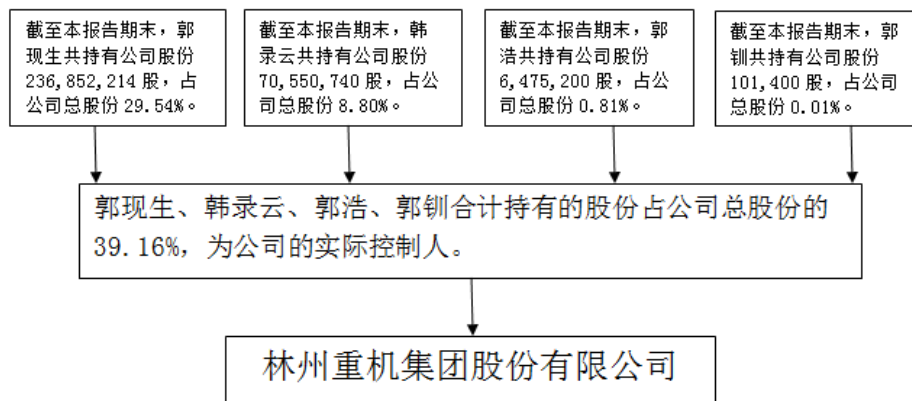 截至本报告期末，郭
现生共持有公司股份
236,852,214 股，占
公司总股份 29.54%。
截至本报告期末，韩
录云共持有公司股份
70,550,740 股，占公
司总股份 8.80%。
截至本报告期末，郭
浩共持有公司股份
6,475,200 股，占公
司总股份 0.81%。
截至本报告期末，郭
钏共持有公司股份
101,400 股，占公司
总股份 0.01%。
郭现生、韩录云、郭浩、郭钏合计持有的股份占公司总股份的
39.16%，为公司的实际控制人。
林州重机集团股份有限公司